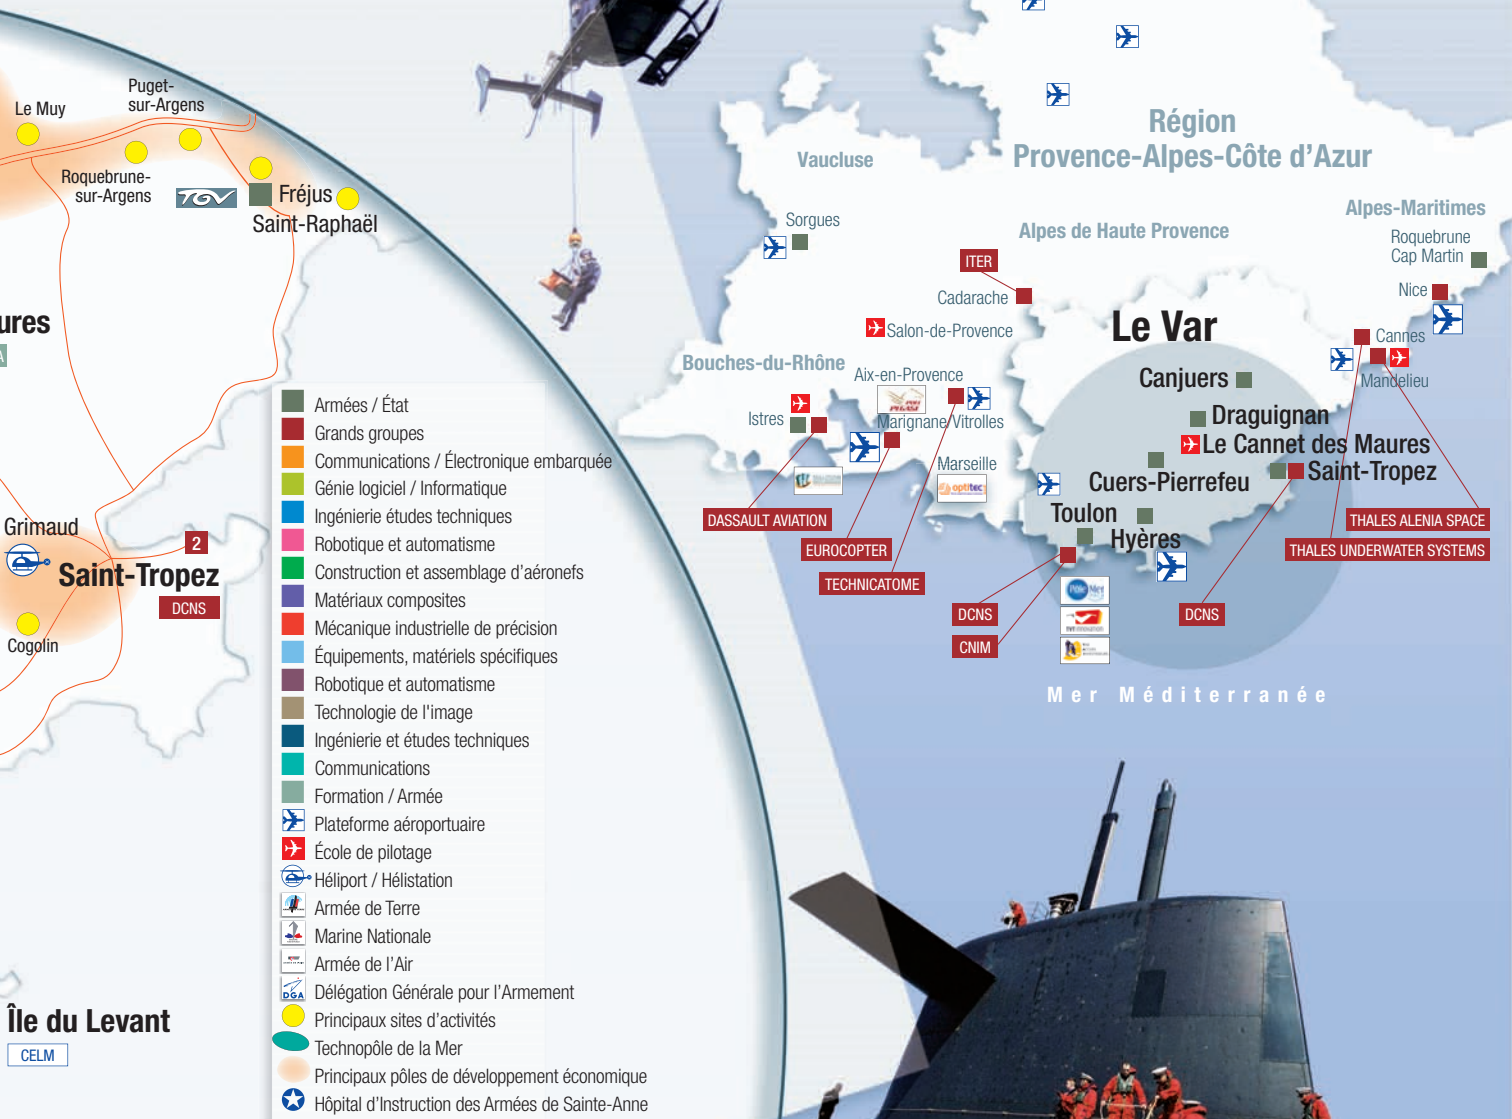 Puget-
sur-Argens
Le Muy
Roquebrune-
sur-Argens
TGV
Fréjus
Saint-Raphaël
ures
A
Grimaud
2
Saint-Tropez
DCNS
Cogolin
Île du Levant
CELM
Armées / État
Grands groupes
Communications / Électronique embarquée
Génie logiciel / Informatique
Ingénierie études techniques
Robotique et automatisme
Construction et assemblage d'aéronefs
Matériaux composites
Mécanique industrielle de précision
Équipements, matériels spécifiques
Robotique et automatisme
Technologie de l'image
Ingénierie et études techniques
Communications
Formation / Armée
Plateforme aéroportuaire
École de pilotage
Héliport / Hélistation
Armée de Terre
Marine Nationale
Armée de l'Air
DGA
Délégation Générale pour l'Armement
Principaux sites d'activités
Technopôle de la Mer
Principaux pôles de développement économique
Hôpital d'Instruction des Armées de Sainte-Anne
Région
Provence-Alpes-Côte d'Azur
Vaucluse
Sorgues
Alpes de Haute Provence
Alpes-Maritimes
Roquebrune
Cap Martin
ITER
Cadarache
Nice
Salon-de-Provence
Le Var
Cannes
Mandelieu
Bouches-du-Rhône
Aix-en-Provence
PEGASE
Istres
Marignane/Vitrolles
Marseille
optitec
Canjuers
Draguignan
Le Cannet des Maures
Saint-Tropez
Cuers-Pierrefeu
Toulon
Hyères
DASSAULT AVIATION
EUROCOPTER
TECHNICATOME
THALES ALENIA SPACE
THALES UNDERWATER SYSTEMS
DCNS
CNIM
DCNS
Pôle Mer
Mer Méditerranée